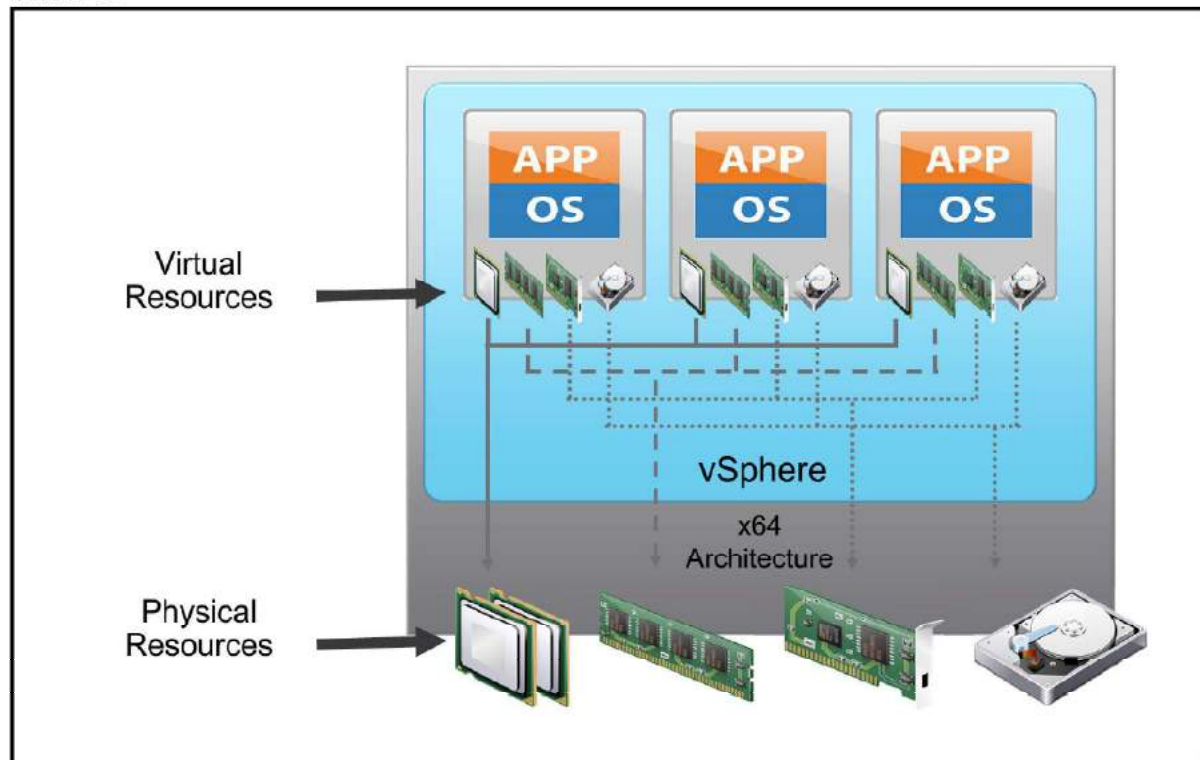 APP
OS
APP
OS
APP
OS
Virtual
Resources
vSphere
x64
Architecture
Physical
Resources